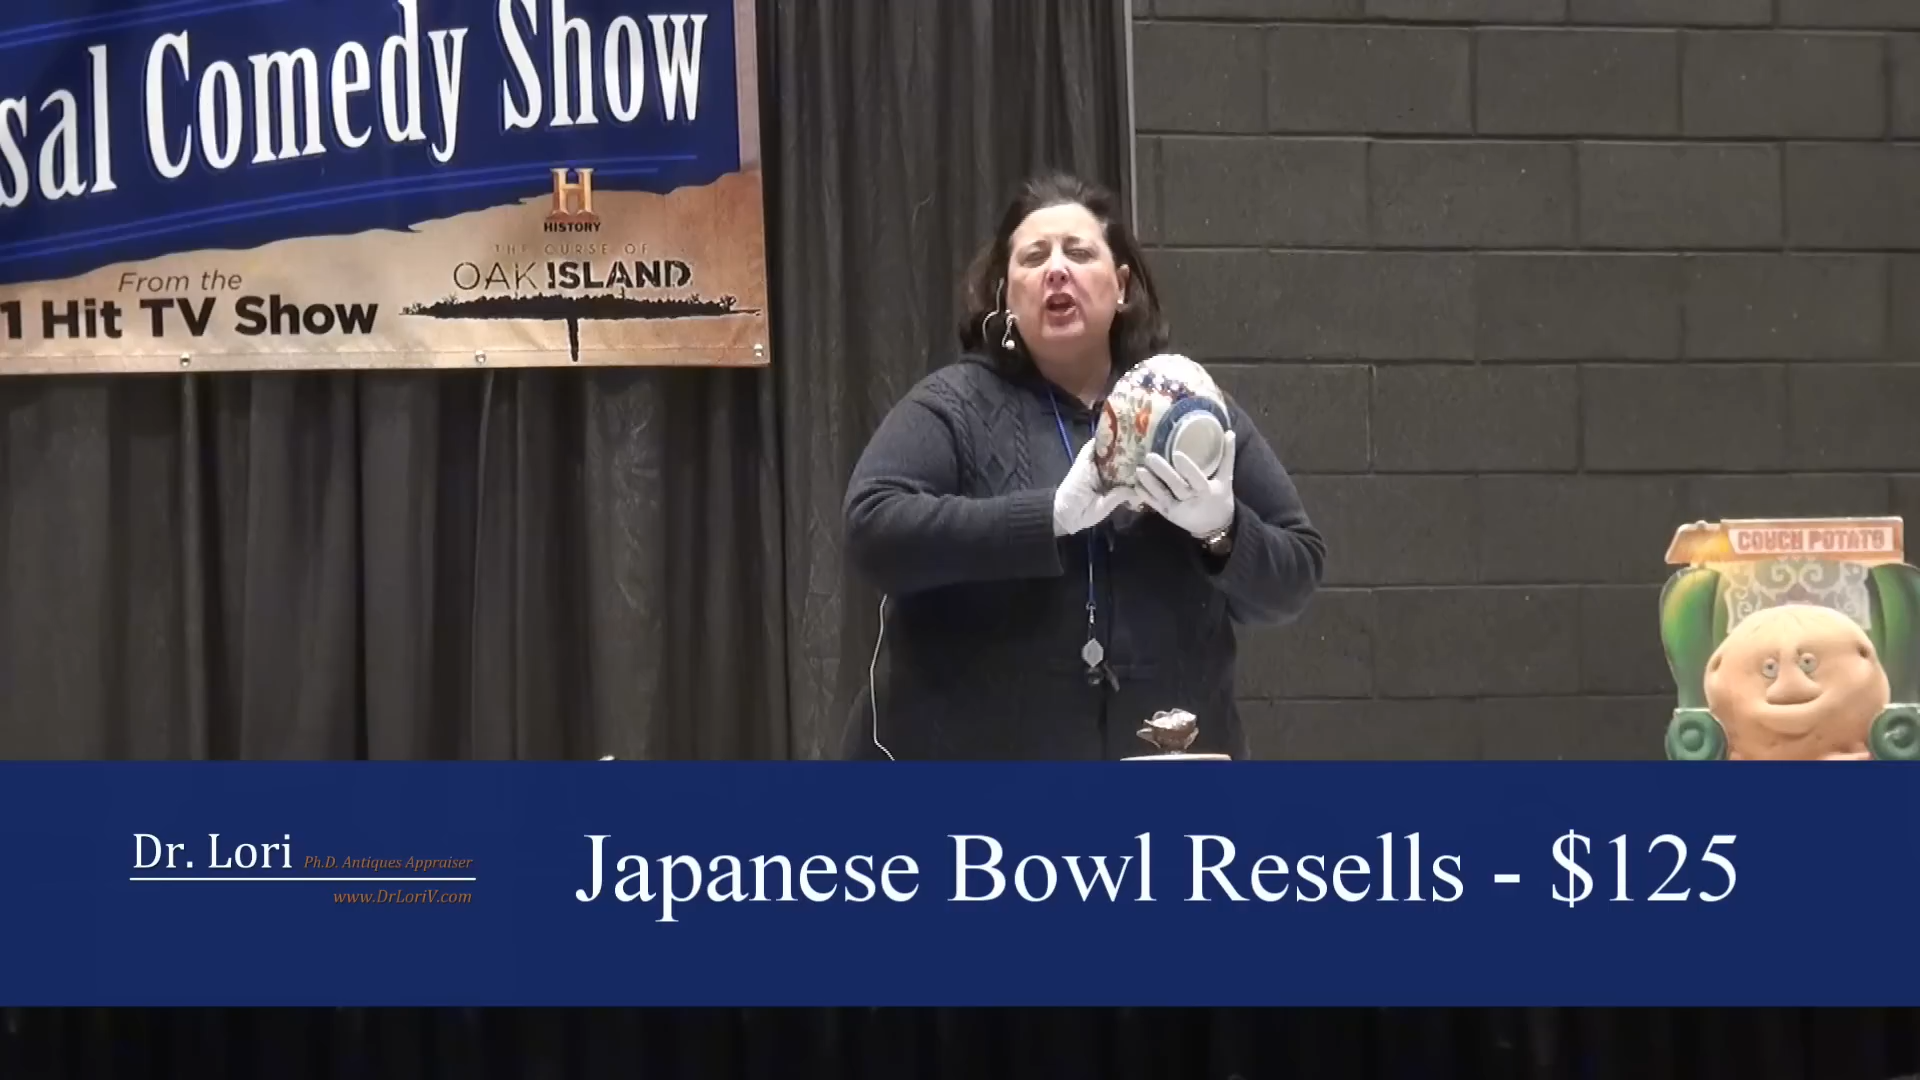 sal Comedy Show
H
HISTORY
THE CURSE OF
OAK ISLAND
From the
1 Hit TV Show
COUCH POTATO
Dr. Lori Ph.D. Antiques Appraiser
www.DrLoriV.com
Japanese Bowl Resells - $125